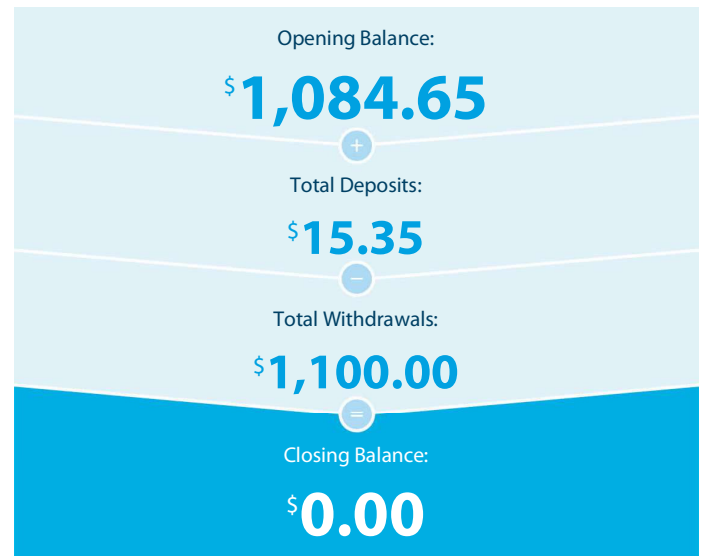 Opening Balance:
$1,084.65
+
Total Deposits:
$15.35
−
Total Withdrawals:
$1,100.00
=
Closing Balance:
$0.00